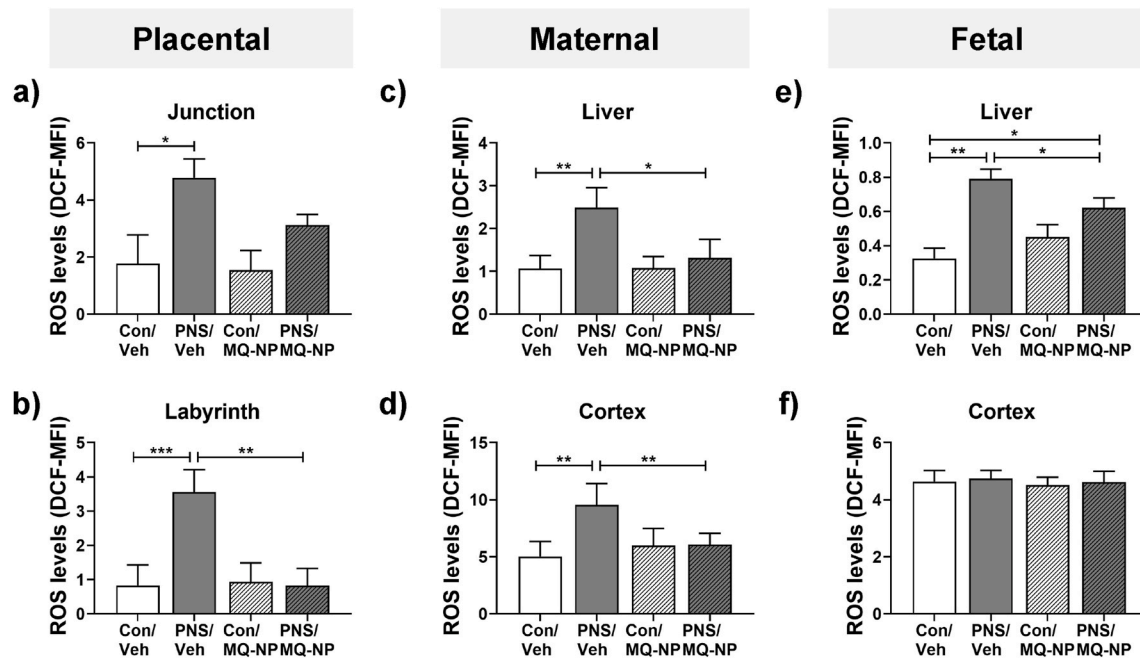 Placental
Maternal
Fetal
a)
Junction
ROS levels (DCF-MFI)
6
4
2
0
*
Con/
Veh
PNS/
Veh
Con/
MQ-NP
PNS/
MQ-NP
c)
Liver
ROS levels (DCF-MFI)
4
3
2
1
0
**
*
Con/
Veh
PNS/
Veh
Con/
MQ-NP
PNS/
MQ-NP
e)
Liver
ROS levels (DCF-MFI)
1.0
0.8
0.6
0.4
0.2
0.0
*
**
*
Con/
Veh
PNS/
Veh
Con/
MQ-NP
PNS/
MQ-NP
b)
Labyrinth
ROS levels (DCF-MFI)
5
4
3
2
1
0
***
**
Con/
Veh
PNS/
Veh
Con/
MQ-NP
PNS/
MQ-NP
d)
Cortex
ROS levels (DCF-MFI)
15
10
5
0
**
**
Con/
Veh
PNS/
Veh
Con/
MQ-NP
PNS/
MQ-NP
f)
Cortex
ROS levels (DCF-MFI)
6
4
2
0
Con/
Veh
PNS/
Veh
Con/
MQ-NP
PNS/
MQ-NP